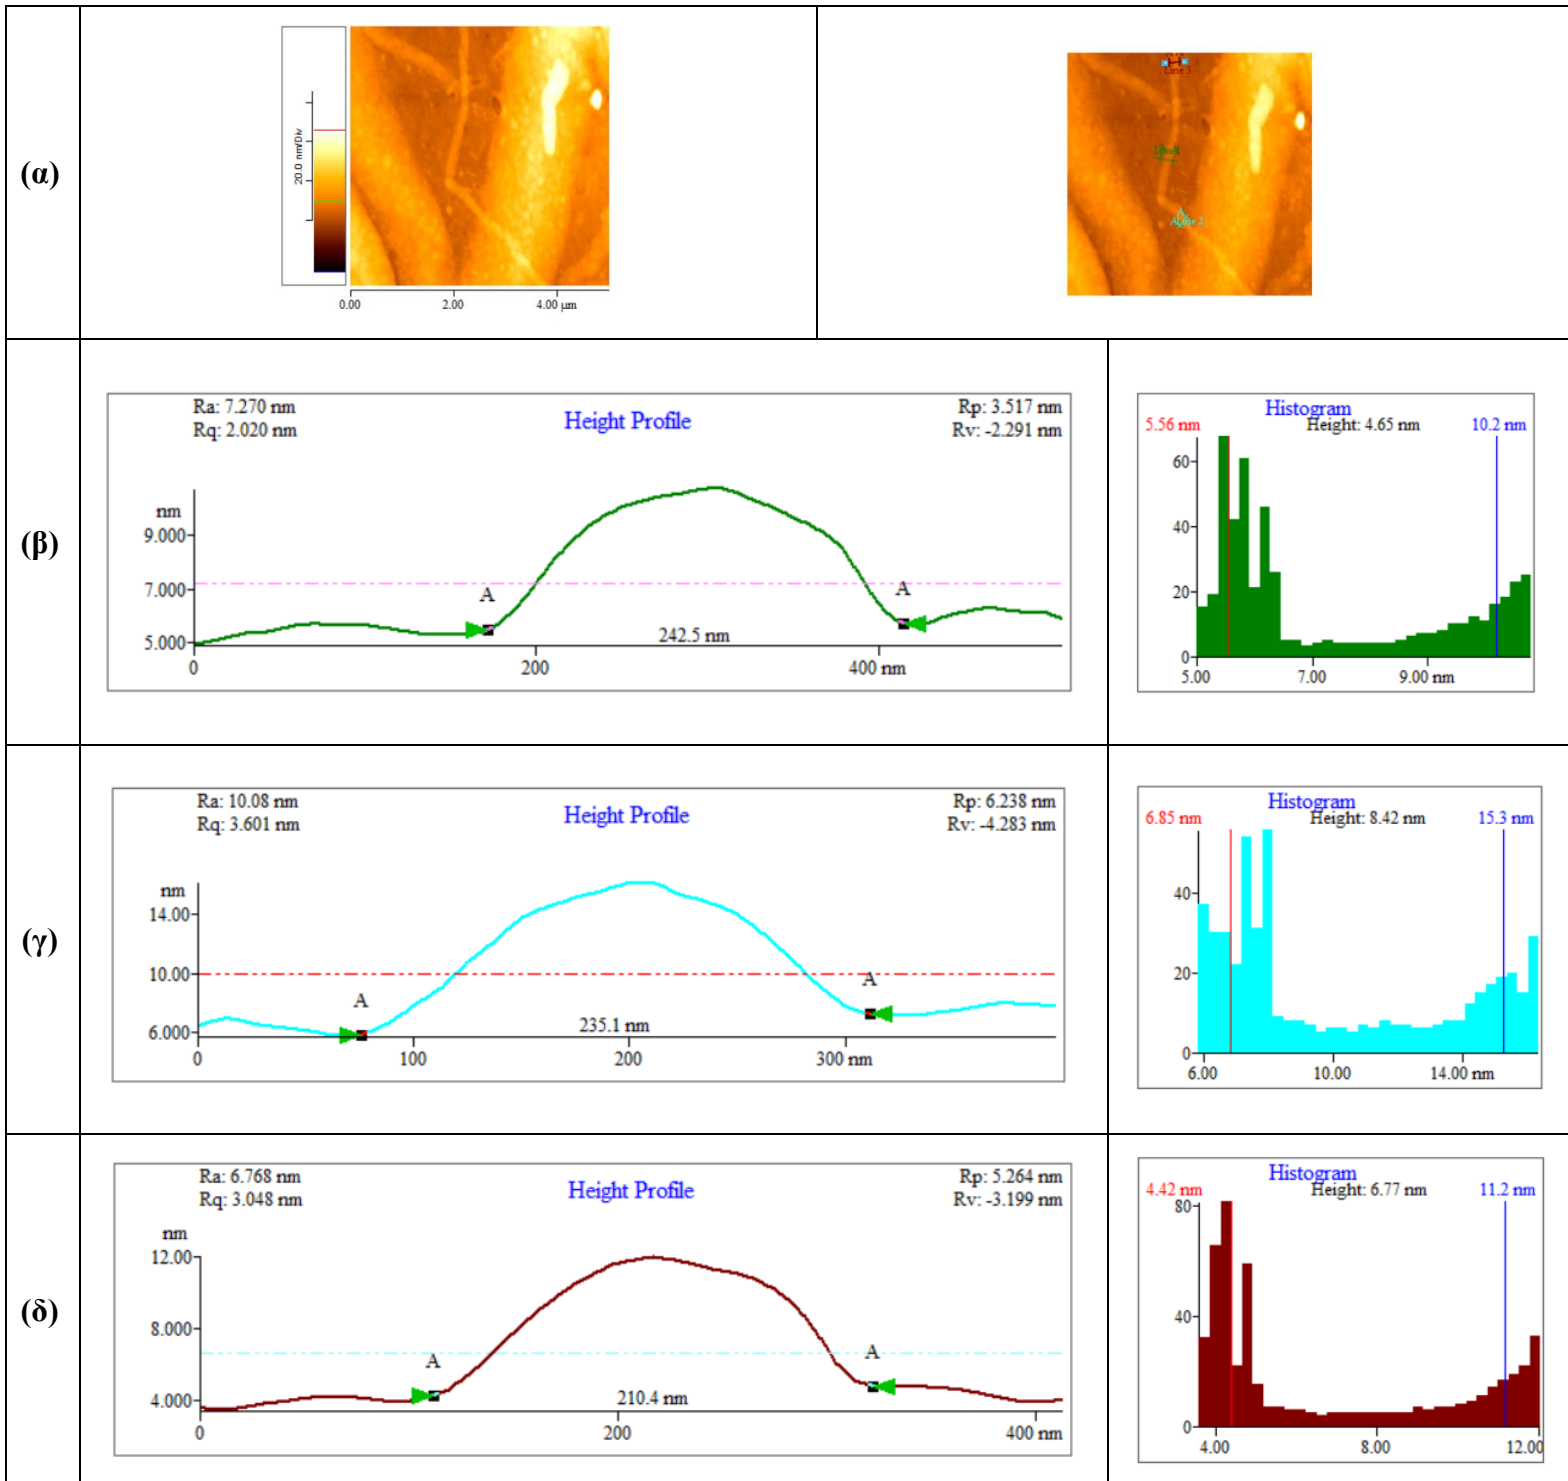 (α)
20.0 nm/Div
0.00 2.00 4.00 µm
Line 3
Line 2
(β)
Ra: 7.270 nm
Rq: 2.020 nm
Height Profile
Rp: 3.517 nm
Rv: -2.291 nm
nm
9.000
7.000
5.000
A A
242.5 nm
0 200 400 nm
Histogram
5.56 nm Height: 4.65 nm 10.2 nm
60
40
20
0
5.00 7.00 9.00 nm
(γ)
Ra: 10.08 nm
Rq: 3.601 nm
Height Profile
Rp: 6.238 nm
Rv: -4.283 nm
nm
14.00
10.00
6.000
A A
235.1 nm
0 100 200 300 nm
Histogram
6.85 nm Height: 8.42 nm 15.3 nm
40
20
0
6.00 10.00 14.00 nm
(δ)
Ra: 6.768 nm
Rq: 3.048 nm
Height Profile
Rp: 5.264 nm
Rv: -3.199 nm
nm
12.00
8.000
4.000
A A
210.4 nm
0 200 400 nm
Histogram
4.42 nm Height: 6.77 nm 11.2 nm
80
40
0
4.00 8.00 12.00